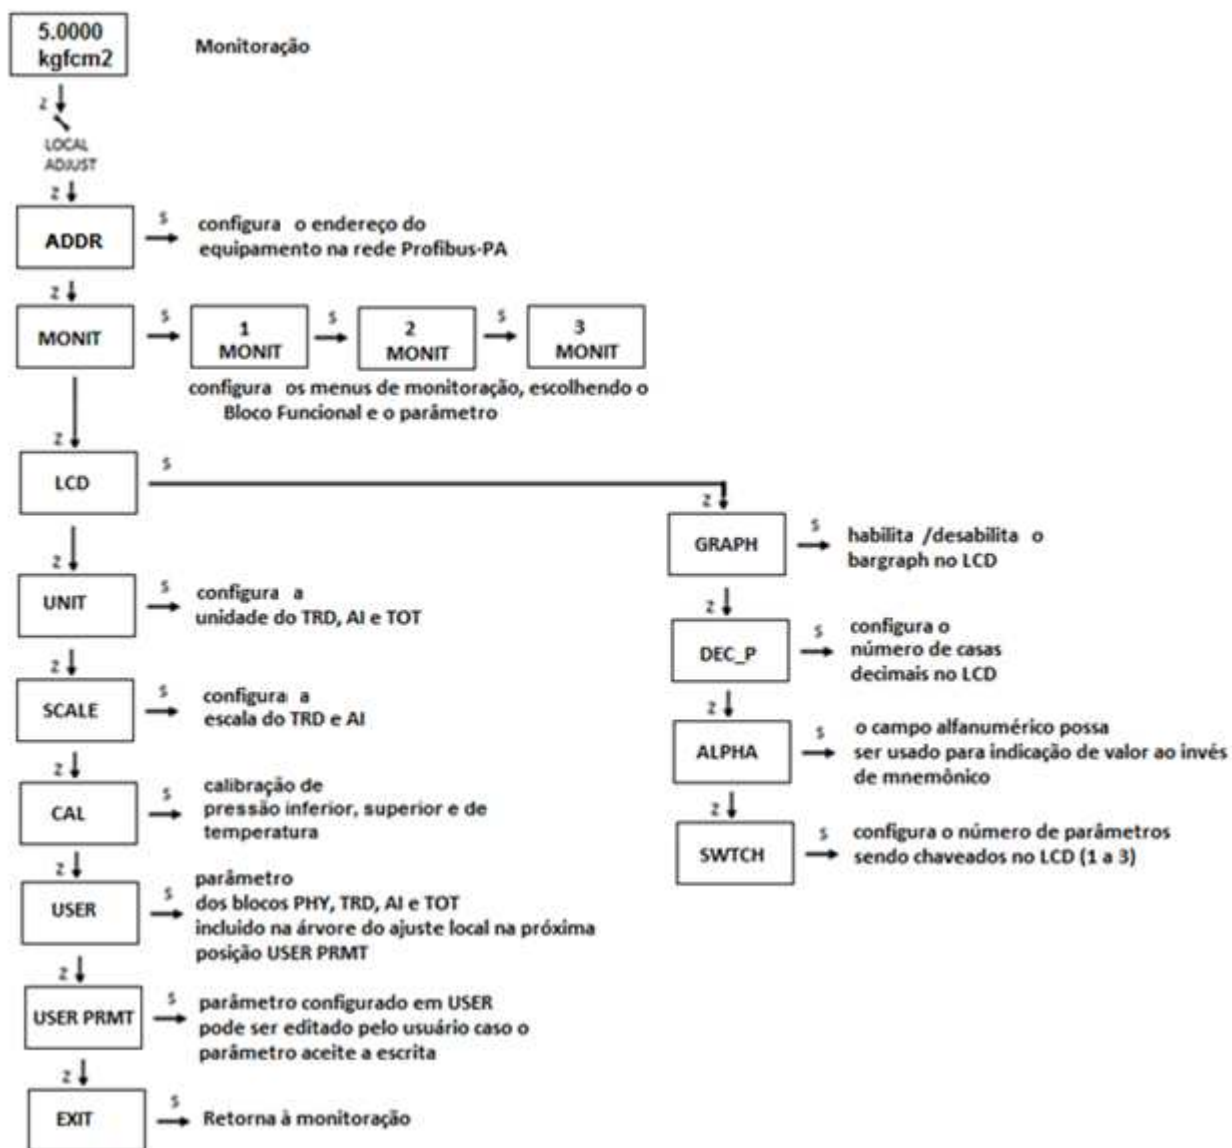 5.0000
kgfcm2
Monitoração
Z
LOCAL
ADJUST
Z
ADDR
S
configura o endereço do
equipamento na rede Profibus-PA
Z
MONIT
S
1
MONIT
S
2
MONIT
S
3
MONIT
configura os menus de monitoração, escolhendo o
Bloco Funcional e o parâmetro
Z
LCD
S
Z
GRAPH
S
habilita /desabilita o
bargraph no LCD
Z
DEC_P
S
configura o
número de casas
decimais no LCD
Z
ALPHA
S
o campo alfanumérico possa
ser usado para indicação de valor ao invés
de mnemônico
Z
SWTCH
S
configura o número de parâmetros
sendo chaveados no LCD (1 a 3)
Z
UNIT
S
configura a
unidade do TRD, AI e TOT
Z
SCALE
S
configura a
escala do TRD e AI
Z
CAL
S
calibração de
pressão inferior, superior e de
temperatura
Z
USER
S
parâmetro
dos blocos PHY, TRD, AI e TOT
incluido na árvore do ajuste local na próxima
posição USER PRMT
Z
USER PRMT
S
parâmetro configurado em USER
pode ser editado pelo usuário caso o
parâmetro aceite a escrita
Z
EXIT
S
Retorna à monitoração